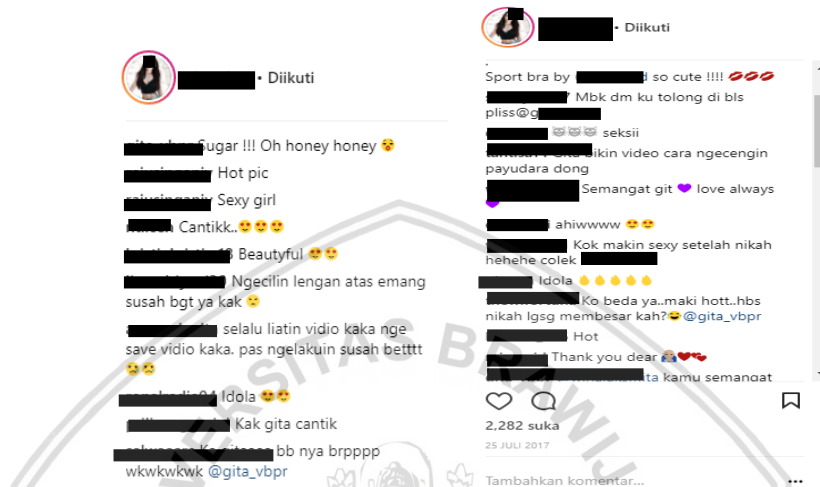 • Diikuti
Sugar !!! Oh honey honey
Hot pic
Sexy girl
Cantikk..
Beautyful
Ngecilin lengan atas emang
susah bgt ya kak
selalu liatin vidio kaka nge
save vidio kaka. pas ngelakuin susah betttt
Idola
Kak gita cantik
bb nya brpppp
wkwkwkwk @gita_vbpr
• Diikuti
Sport bra by so cute !!!!
Mbk dm ku tolong di bls
pliss@g
seksii
bikin video cara ngecengin
payudara dong
Semangat git 💜 love always
💜
ahiwwww
Kok makin sexy setelah nikah
hehehe colek
Idola
Ko beda ya..maki hott..hbs
nikah lgsg membesar kah? @gita_vbpr
Hot
Thank you dear
kamu semangat
2,282 suka
25 JULI 2017
Tambahkan komentar...
VERSITAS BRAWIJ